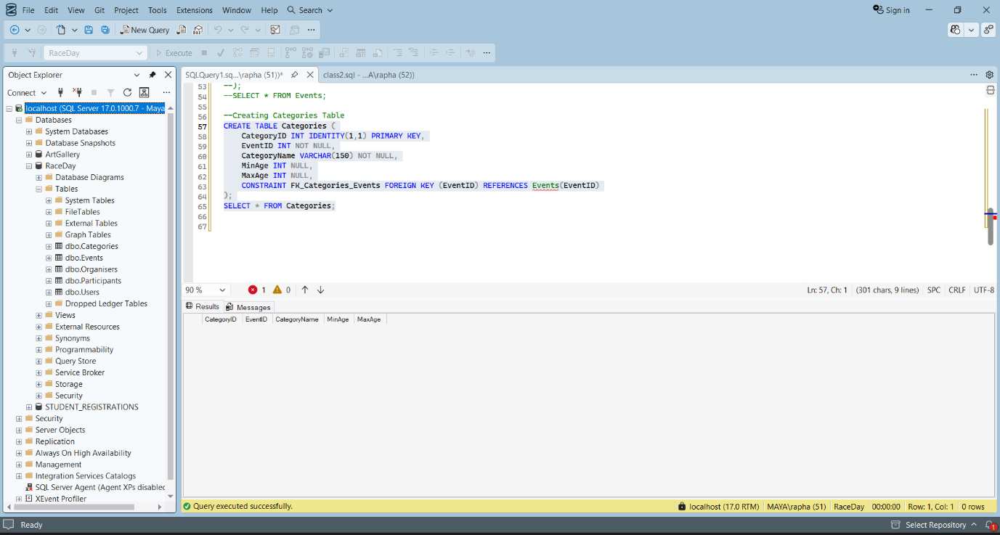 File Edit View Git Project Tools Extensions Window Help Search Sign in
New Query DAX
RaceDay Execute
Object Explorer
Connect
localhost (SQL Server 17.0.1000.7 - Maya
Databases
System Databases
Database Snapshots
ArtGallery
RaceDay
Database Diagrams
Tables
System Tables
FileTables
External Tables
Graph Tables
dbo.Categories
dbo.Events
dbo.Organisers
dbo.Participants
dbo.Users
Dropped Ledger Tables
Views
External Resources
Synonyms
Programmability
Query Store
Service Broker
Storage
Security
STUDENT_REGISTRATIONS
Security
Server Objects
Replication
Always On High Availability
Management
Integration Services Catalogs
SQL Server Agent (Agent XPs disabled
XEvent Profiler
SQLQuery1.sq...\rapha (51))* class2.sql - ...A\rapha (52))
53 --);
54 --SELECT * FROM Events;
55
56 --Creating Categories Table
57 CREATE TABLE Categories (
58 CategoryID INT IDENTITY(1,1) PRIMARY KEY,
59 EventID INT NOT NULL,
60 CategoryName VARCHAR(150) NOT NULL,
61 MinAge INT NULL,
62 MaxAge INT NULL,
63 CONSTRAINT FK_Categories_Events FOREIGN KEY (EventID) REFERENCES Events(EventID)
64 );
65 SELECT * FROM Categories;
66
67
90 % 1 0 Ln: 57, Ch: 1 (301 chars, 9 lines) SPC CRLF UTF-8
Results Messages
CategoryID EventID CategoryName MinAge MaxAge
Query executed successfully. localhost (17.0 RTM) MAYA\rapha (51) RaceDay 00:00:00 Row: 1, Col: 1 0 rows
Ready Select Repository 1